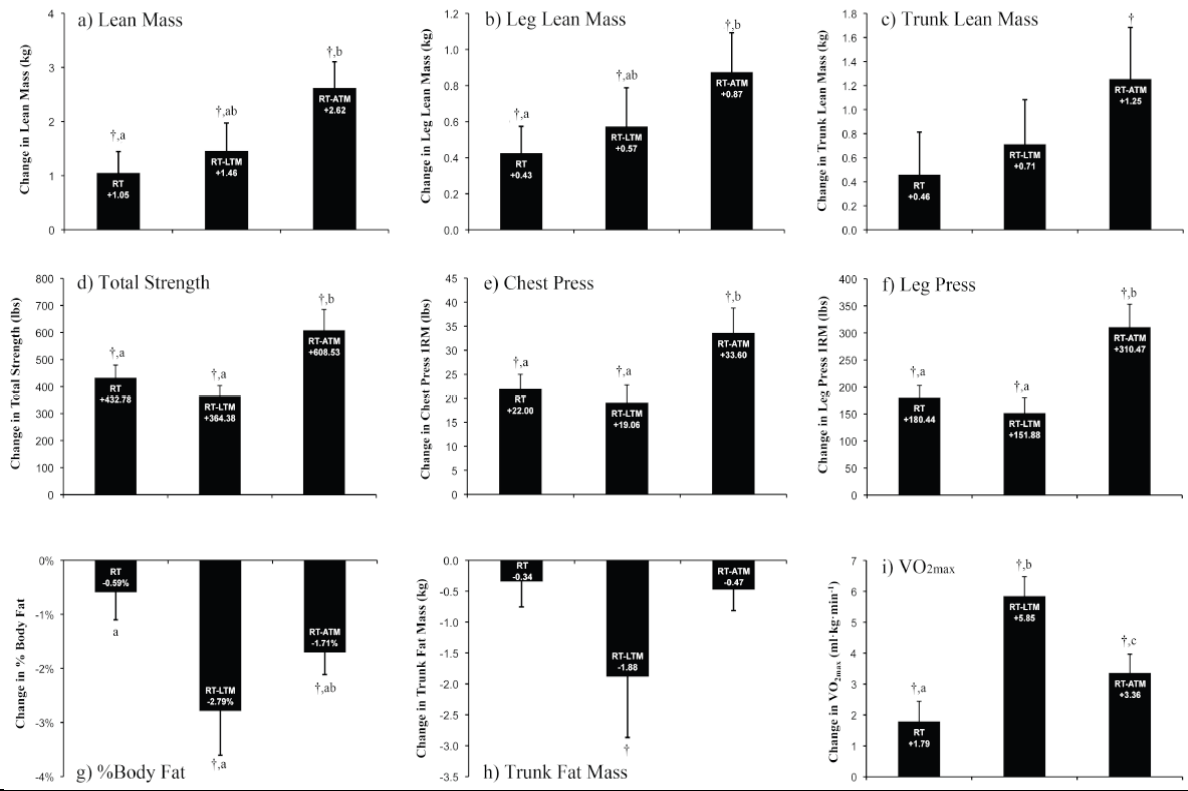 a) Lean Mass
Change in Lean Mass (kg)
4
3
2
1
0
†,a
RT
+1.05
†,ab
RT-LTM
+1.46
†,b
RT-ATM
+2.62
b) Leg Lean Mass
Change in Leg Lean Mass (kg)
1.2
1.0
0.8
0.6
0.4
0.2
0.0
†,a
RT
+0.43
†,ab
RT-LTM
+0.57
†,b
RT-ATM
+0.87
c) Trunk Lean Mass
Change in Trunk Lean Mass (kg)
1.8
1.6
1.4
1.2
1.0
0.8
0.6
0.4
0.2
0.0
RT
+0.46
RT-LTM
+0.71
†
RT-ATM
+1.25
d) Total Strength
Change in Total Strength (lbs)
800
700
600
500
400
300
200
100
0
†,a
RT
+432.78
†,a
RT-LTM
+364.38
†,b
RT-ATM
+608.53
e) Chest Press
Change in Chest Press 1RM (lbs)
45
40
35
30
25
20
15
10
5
0
†,a
RT
+22.00
†,a
RT-LTM
+19.06
†,b
RT-ATM
+33.60
f) Leg Press
Change in Leg Press 1RM (lbs)
400
350
300
250
200
150
100
50
0
†,a
RT
+180.44
†,a
RT-LTM
+151.88
†,b
RT-ATM
+310.47
Change in % Body Fat
0%
-1%
-2%
-3%
-4%
RT
-0.59%
a
RT-LTM
-2.79%
†,a
RT-ATM
-1.71%
†,ab
g) %Body Fat
Change in Trunk Fat Mass (kg)
0.0
-0.5
-1.0
-1.5
-2.0
-2.5
-3.0
-3.5
RT
-0.34
RT-LTM
-1.88
†
RT-ATM
-0.47
h) Trunk Fat Mass
i) VO2max
Change in VO2max (ml·kg·min-1)
7
6
5
4
3
2
1
0
†,a
RT
+1.79
†,b
RT-LTM
+5.85
†,c
RT-ATM
+3.36